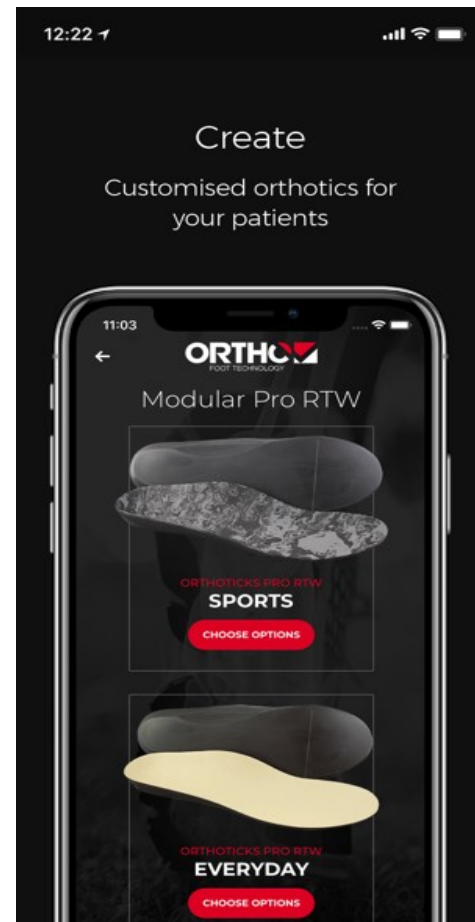 12:22
Create
Customised orthotics for
your patients
11:03
ORTHO
FOOT TECHNOLOGY
Modular Pro RTW
ORTHOTICKS PRO RTW
SPORTS
CHOOSE OPTIONS
ORTHOTICKS PRO RTW
EVERYDAY
CHOOSE OPTIONS